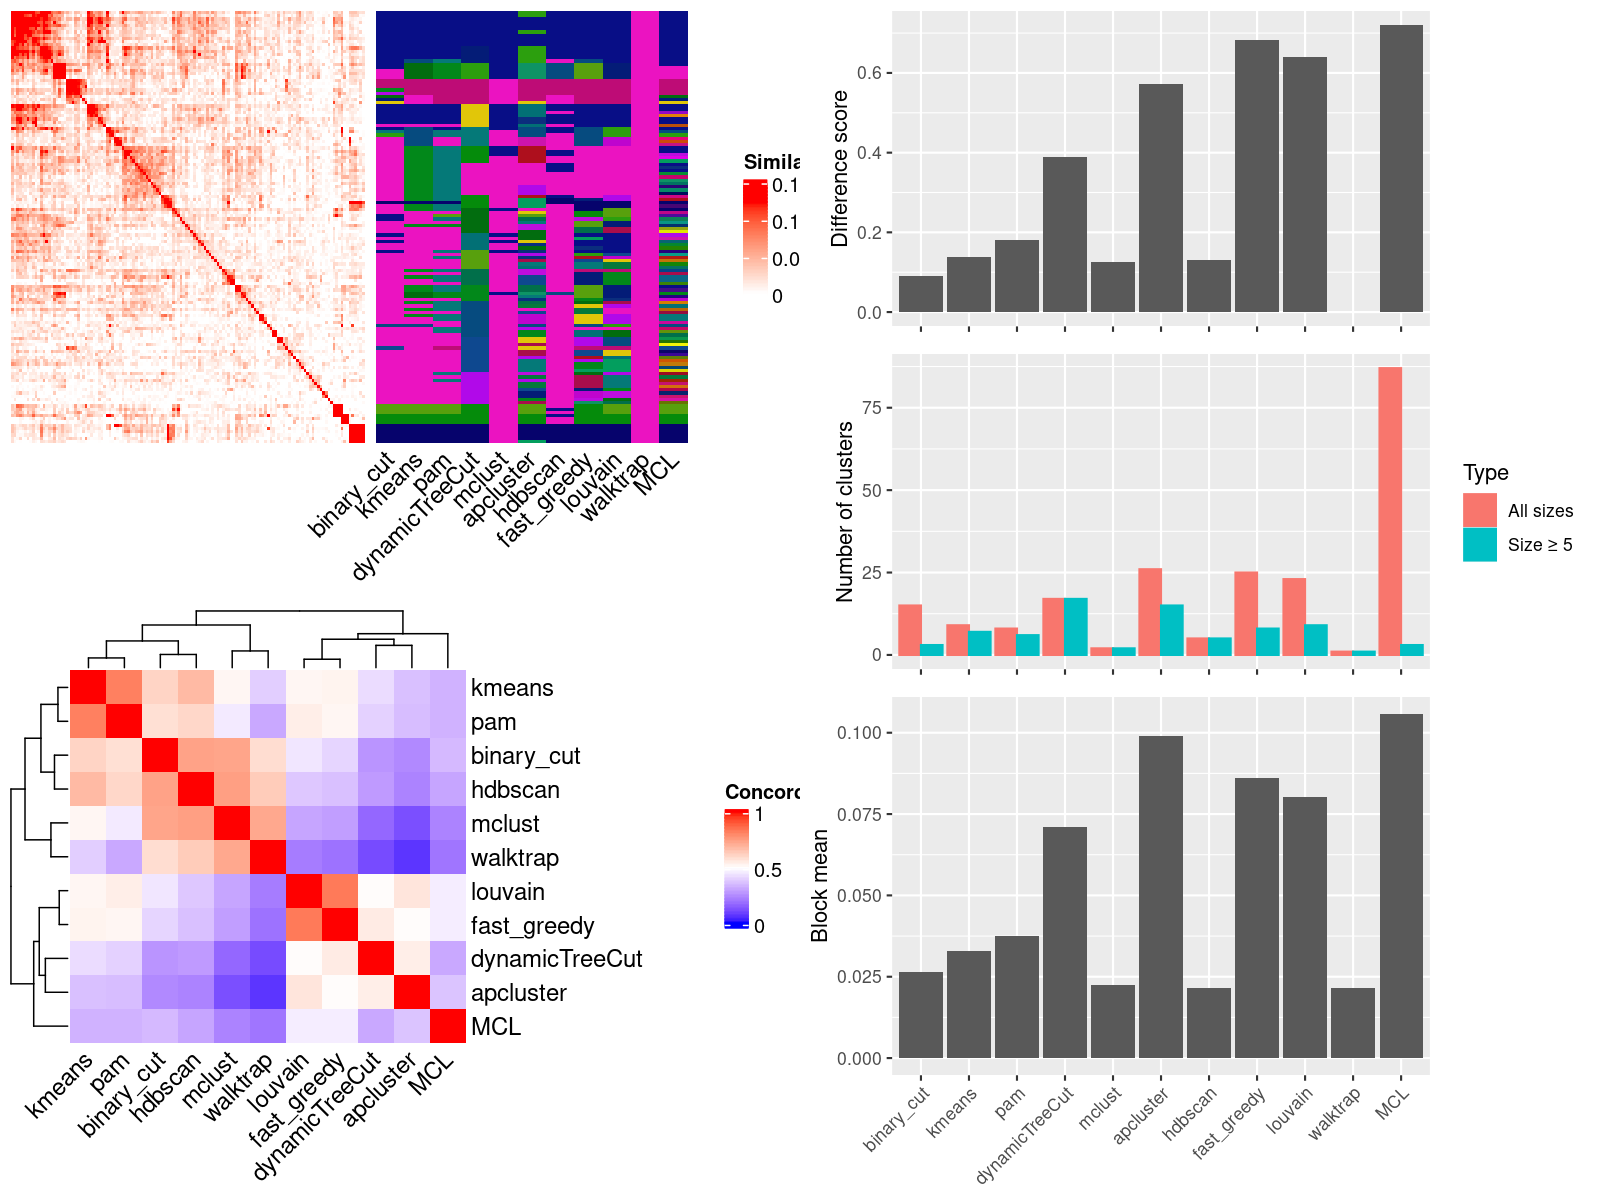 Simila
0.1
0.1
0.0
0
binary_cut
kmeans
pam
dynamicTreeCut
mclust
apcluster
hdbscan
fast_greedy
louvain
walktrap
MCL
kmeans
pam
binary_cut
hdbscan
mclust
walktrap
louvain
fast_greedy
dynamicTreeCut
apcluster
MCL
kmeans
pam
binary_cut
hdbscan
mclust
walktrap
louvain
fast_greedy
dynamicTreeCut
apcluster
MCL
Concord
1
0.5
0
Difference score
0.6
0.4
0.2
0.0
Number of clusters
75
50
25
0
Type
All sizes
Size ≥ 5
Block mean
0.100
0.075
0.050
0.025
0.000
binary_cut
kmeans
pam
dynamicTreeCut
mclust
apcluster
hdbscan
fast_greedy
louvain
walktrap
MCL